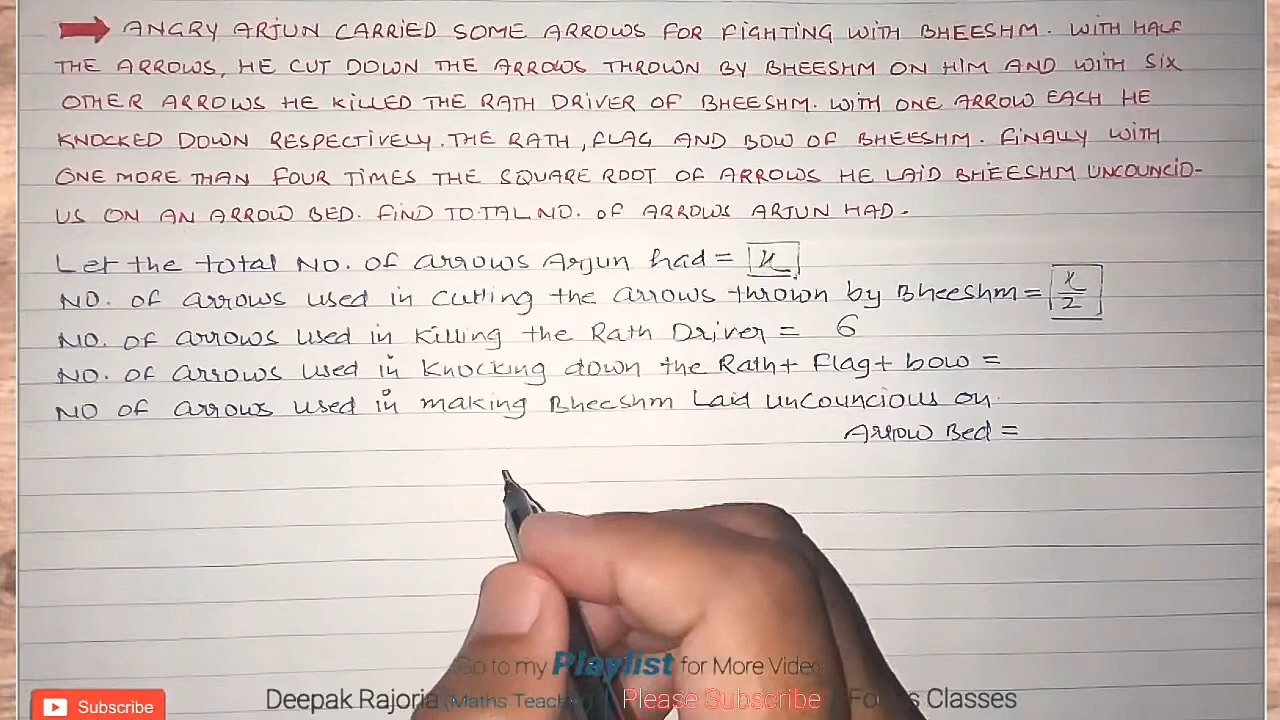 ANGRY ARJUN CARRIED SOME ARROWS FOR FIGHTING WITH BHEESHM. WITH HALF
THE ARROWS, HE CUT DOWN THE ARROWS THROWN BY BHEESHM ON HIM AND WITH SIX
OTHER ARROWS HE KILLED THE RATH DRIVER OF BHEESHM. WITH ONE ARROW EACH HE
KNOCKED DOWN RESPECTIVELY. THE RATH, FLAG AND BOW OF BHEESHM. FINALLY WITH
ONE MORE THAN FOUR TIMES THE SQUARE ROOT OF ARROWS HE LAID BHEESHM UNCOUNCIO-
US ON AN ARROW BED. FIND TOTAL NO. OF ARROWS ARJUN HAD.
Let the total NO. of arrows Arjun had = x
NO. of arrows used in cutting the arrows thrown by Bheeshm = x/2
NO. of arrows used in killing the Rath Driver = 6
NO. of arrows used in knocking down the Rath + Flag + bow =
NO of arrows used in making Bheeshm Laid uncouncious on
Arrow Bed =
Go to my Playlist for More Video
Deepak Rajoria (Maths Teacher) Please Subscribe Classes
Subscribe